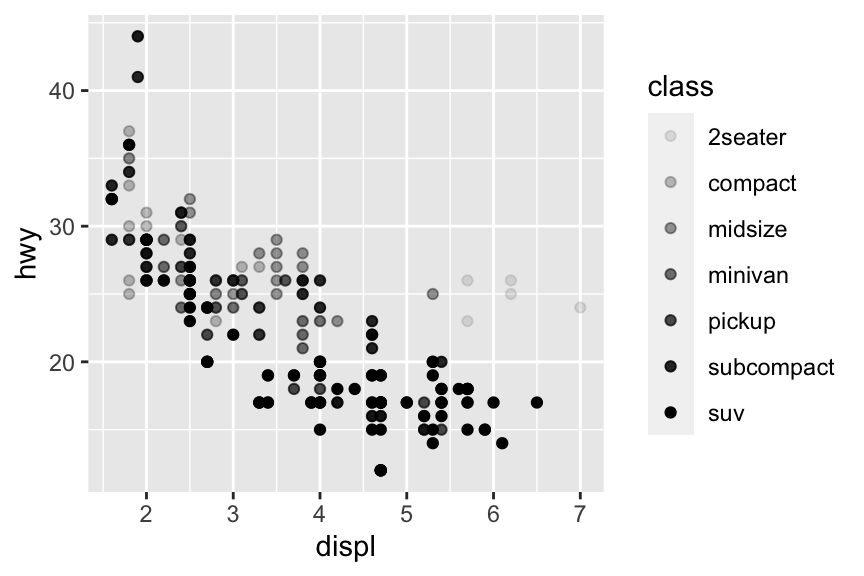 hwy
40
30
20
2 3 4 5 6 7
displ
class
2seater
compact
midsize
minivan
pickup
subcompact
suv